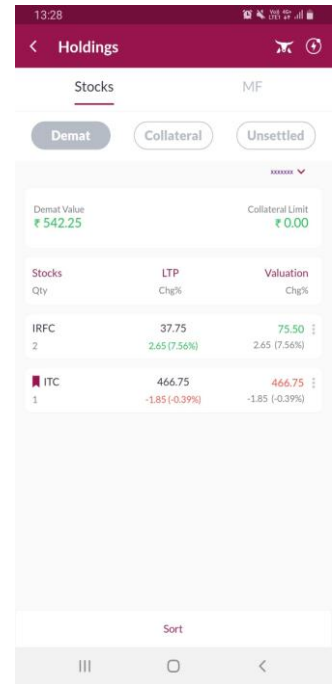 13:28
Holdings
Stocks MF
Demat Collateral Unsettled
xxxxxxx
Demat Value Collateral Limit
₹ 542.25 ₹ 0.00
Stocks LTP Valuation
Qty Chg% Chg%
IRFC 37.75 75.50
2 2.65 (7.56%) 2.65 (7.56%)
ITC 466.75 466.75
1 -1.85 (-0.39%) -1.85 (-0.39%)
Sort